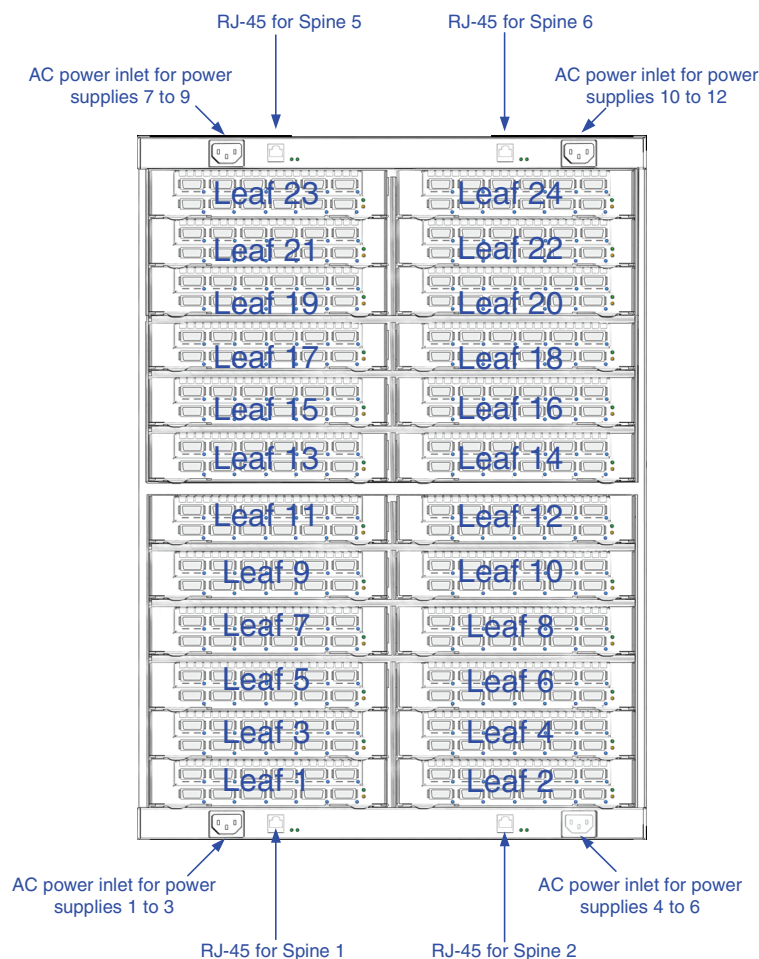 RJ-45 for Spine 5
RJ-45 for Spine 6
AC power inlet for power
supplies 7 to 9
AC power inlet for power
supplies 10 to 12
Leaf 23
Leaf 24
Leaf 21
Leaf 22
Leaf 19
Leaf 20
Leaf 17
Leaf 18
Leaf 15
Leaf 16
Leaf 13
Leaf 14
Leaf 11
Leaf 12
Leaf 9
Leaf 10
Leaf 7
Leaf 8
Leaf 5
Leaf 6
Leaf 3
Leaf 4
Leaf 1
Leaf 2
AC power inlet for power
supplies 1 to 3
AC power inlet for power
supplies 4 to 6
RJ-45 for Spine 1
RJ-45 for Spine 2